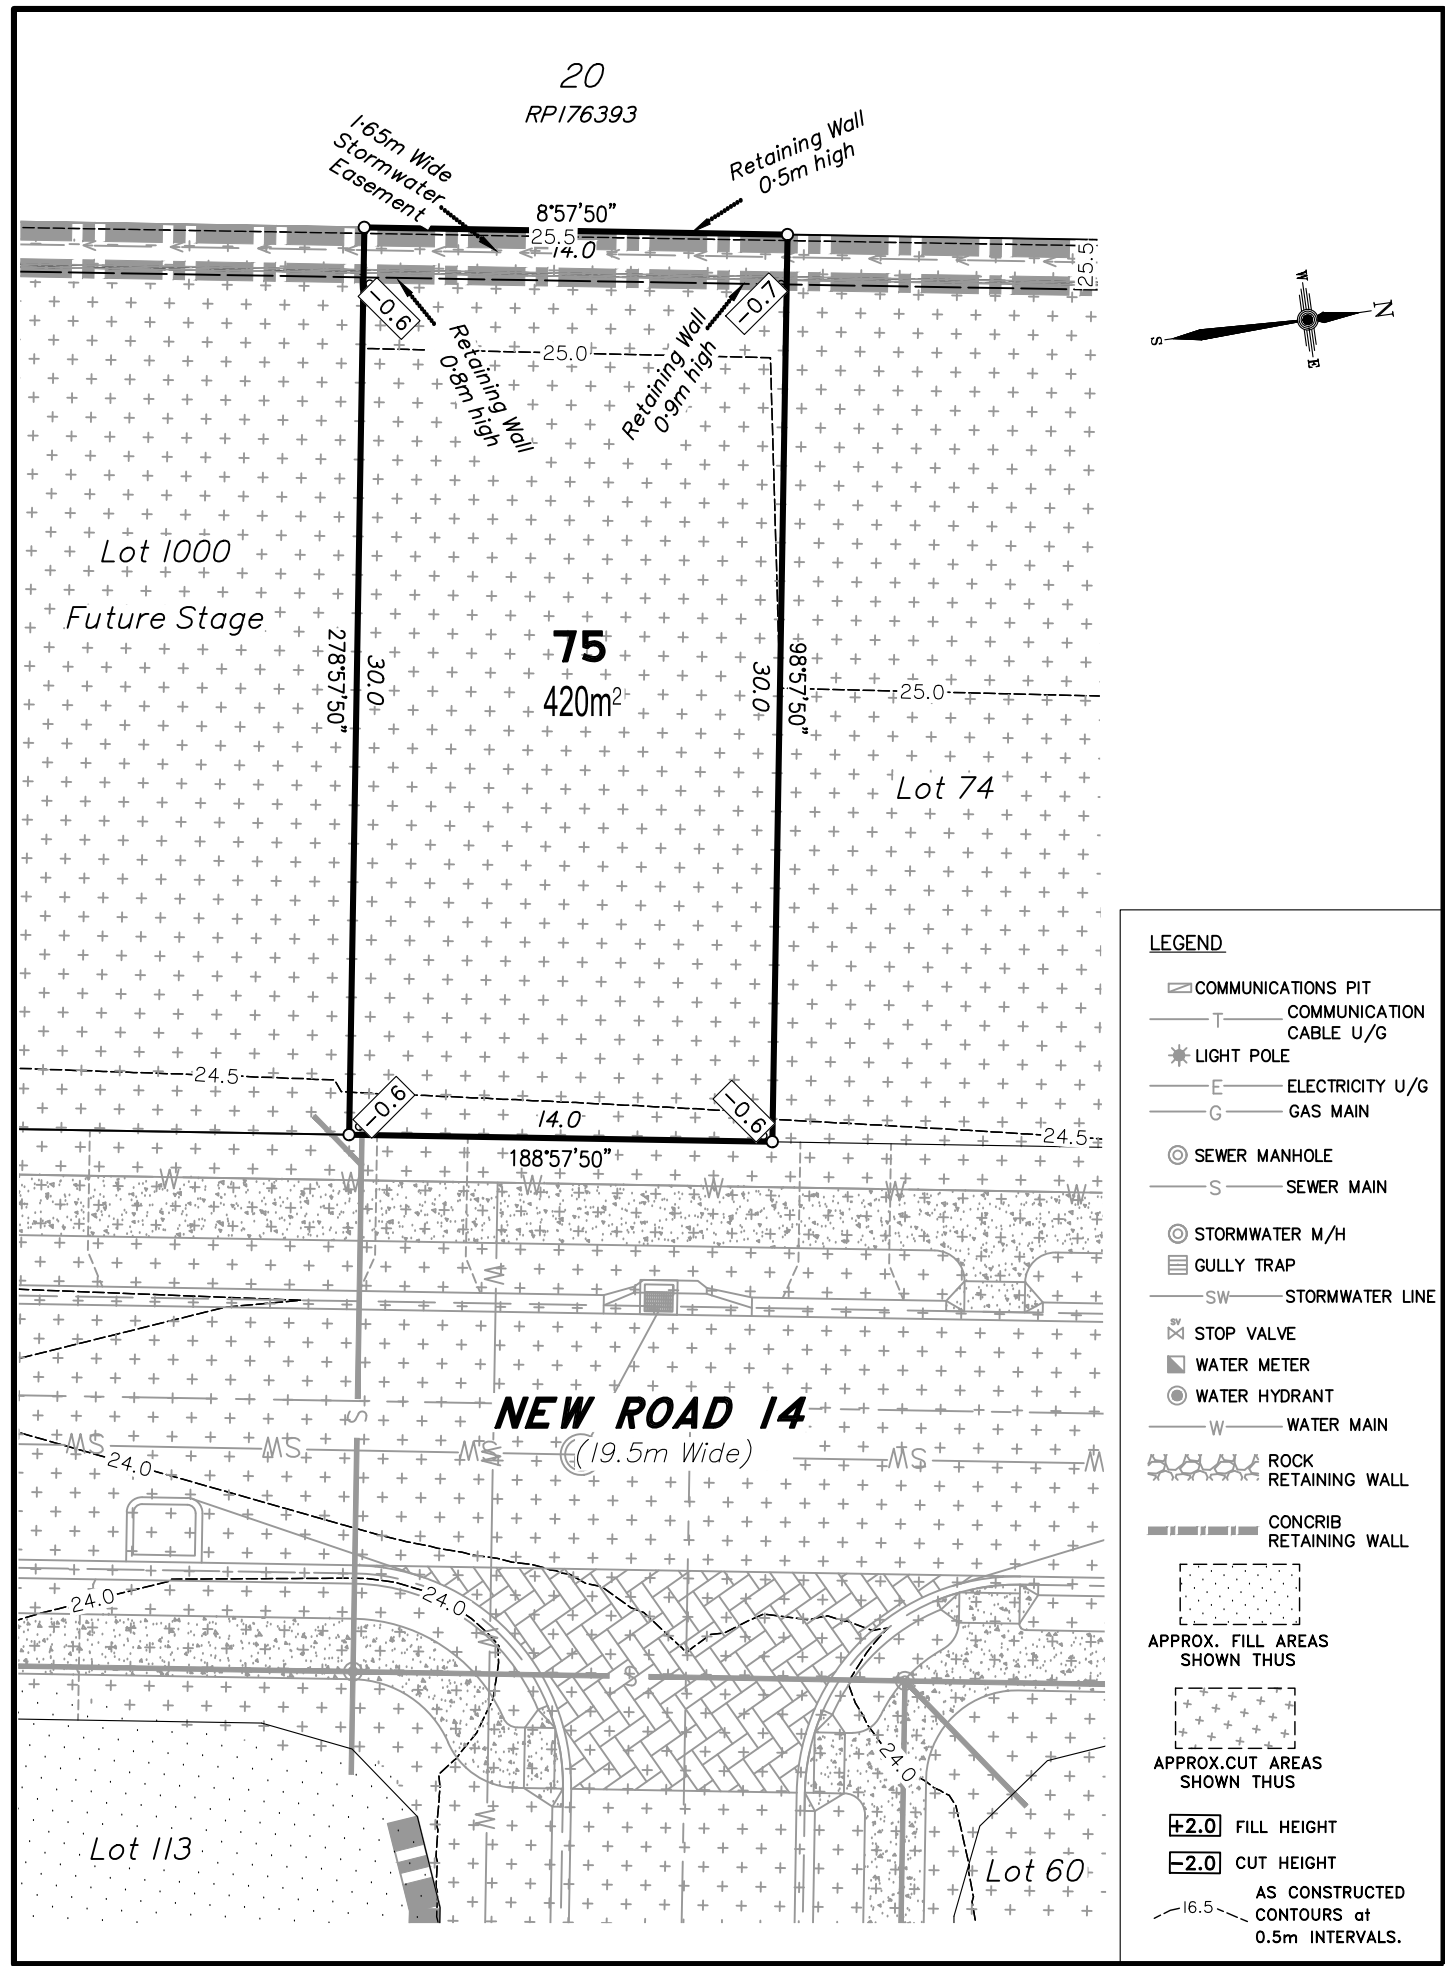 20
RP176393
1·65m Wide
Stormwater
Easement
Retaining Wall
0·5m high
8°57'50"
25.5
14.0
25.5
-0.6
-0.7
Retaining Wall
0·8m high
Retaining Wall
0·9m high
25.0
W
N
S
E
Lot 1000
Future Stage
278°57'50"
30.0
75
420m²
30.0
98°57'50"
25.0
Lot 74
24.5
-0.6
-0.6
14.0
24.5
188°57'50"
W W W W W W
W
NEW ROAD 14
(19.5m Wide)
S
SW SW SW SW W
W
24.0
24.0
24.0
S
24.0
W
Lot 113
Lot 60
LEGEND
COMMUNICATIONS PIT
T COMMUNICATION
CABLE U/G
LIGHT POLE
E ELECTRICITY U/G
G GAS MAIN
SEWER MANHOLE
S SEWER MAIN
STORMWATER M/H
GULLY TRAP
SW STORMWATER LINE
SV
STOP VALVE
WATER METER
WATER HYDRANT
W WATER MAIN
ROCK
RETAINING WALL
CONCRIB
RETAINING WALL
APPROX. FILL AREAS
SHOWN THUS
APPROX.CUT AREAS
SHOWN THUS
+2.0 FILL HEIGHT
-2.0 CUT HEIGHT
16.5
AS CONSTRUCTED
CONTOURS at
0.5m INTERVALS.